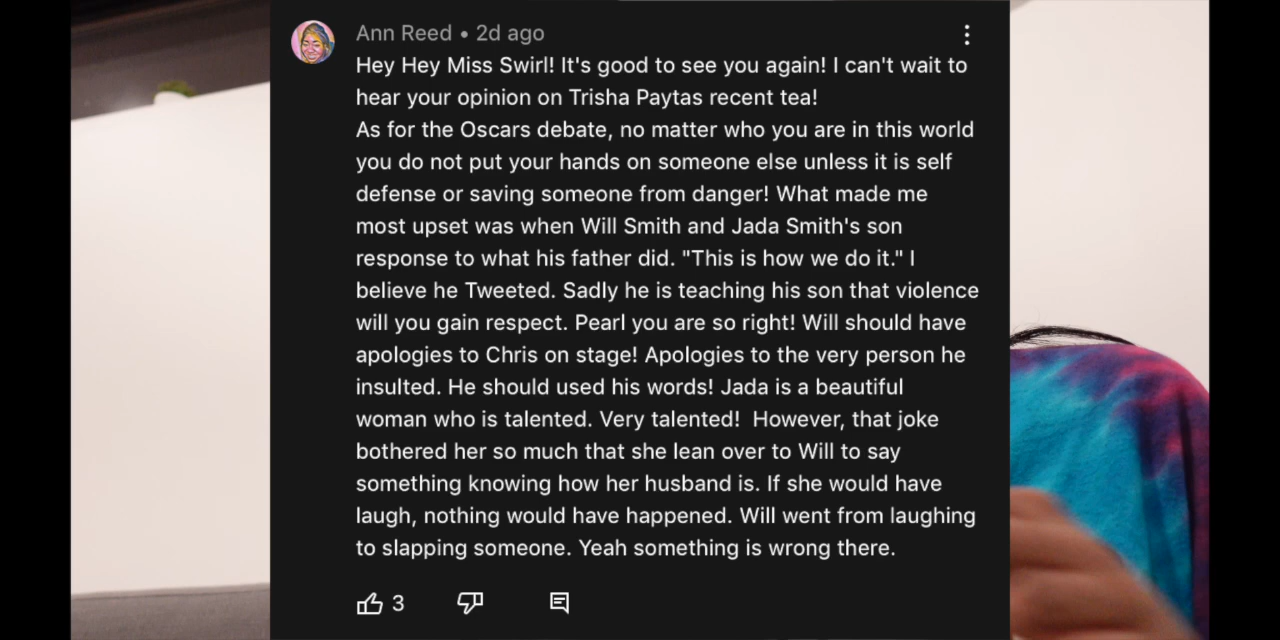 Ann Reed • 2d ago
Hey Hey Miss Swirl! It's good to see you again! I can't wait to
hear your opinion on Trisha Paytas recent tea!
As for the Oscars debate, no matter who you are in this world
you do not put your hands on someone else unless it is self
defense or saving someone from danger! What made me
most upset was when Will Smith and Jada Smith's son
response to what his father did. "This is how we do it." I
believe he Tweeted. Sadly he is teaching his son that violence
will you gain respect. Pearl you are so right! Will should have
apologies to Chris on stage! Apologies to the very person he
insulted. He should used his words! Jada is a beautiful
woman who is talented. Very talented!  However, that joke
bothered her so much that she lean over to Will to say
something knowing how her husband is. If she would have
laugh, nothing would have happened. Will went from laughing
to slapping someone. Yeah something is wrong there.
3